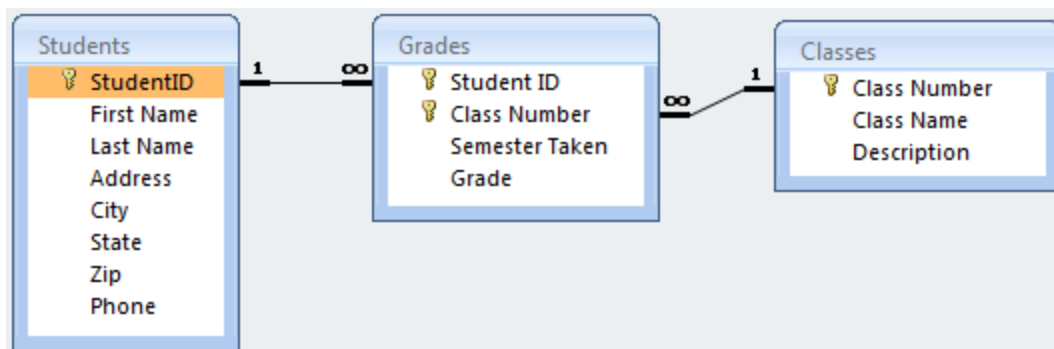 Students
StudentID
First Name
Last Name
Address
City
State
Zip
Phone
1
∞
Grades
Student ID
Class Number
Semester Taken
Grade
∞
1
Classes
Class Number
Class Name
Description